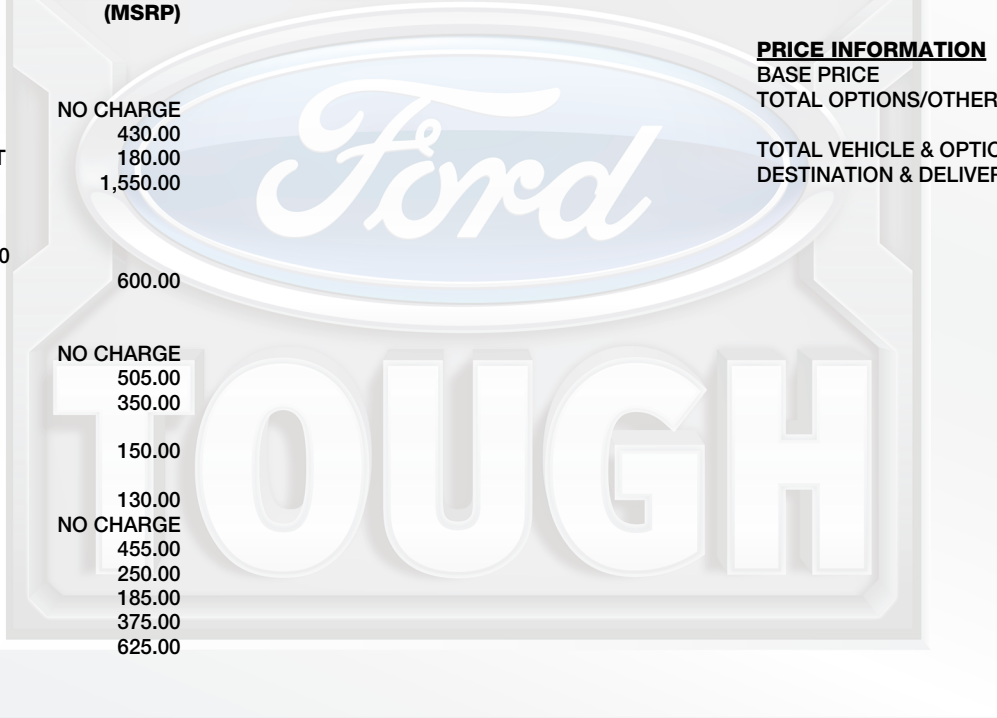 (MSRP)
NO CHARGE
430.00
180.00
1,550.00
600.00
NO CHARGE
505.00
350.00
150.00
130.00
NO CHARGE
455.00
250.00
185.00
375.00
625.00
PRICE INFORMATION
BASE PRICE
TOTAL OPTIONS/OTHER
TOTAL VEHICLE & OPTIO
DESTINATION & DELIVER
Ford
TOUGH